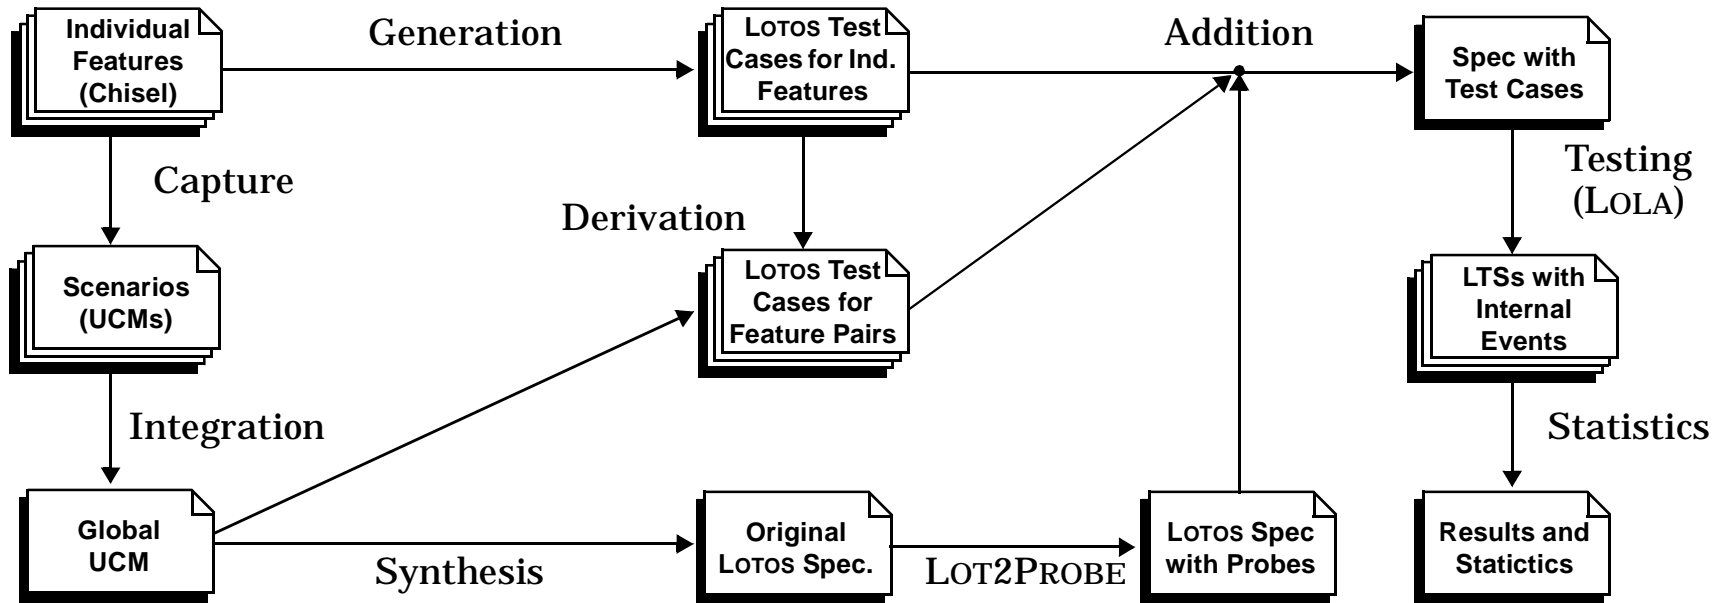 Individual
Features
(Chisel)
Generation
LOTOS Test
Cases for Ind.
Features
Addition
Spec with
Test Cases
Capture
Derivation
Testing
(LOLA)
Scenarios
(UCMs)
LOTOS Test
Cases for
Feature Pairs
LTSs with
Internal
Events
Integration
Statistics
Global
UCM
Synthesis
Original
LOTOS Spec.
LOT2PROBE
LOTOS Spec
with Probes
Results and
Statictics